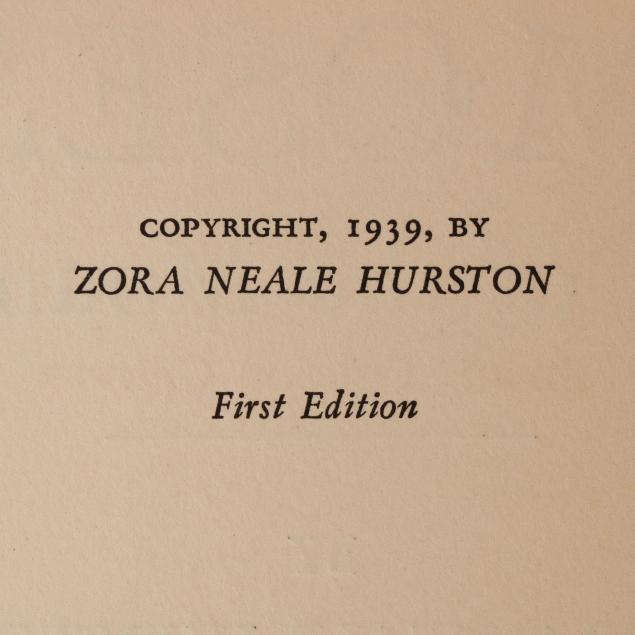 COPYRIGHT, 1939, BY
ZORA NEALE HURSTON
First Edition